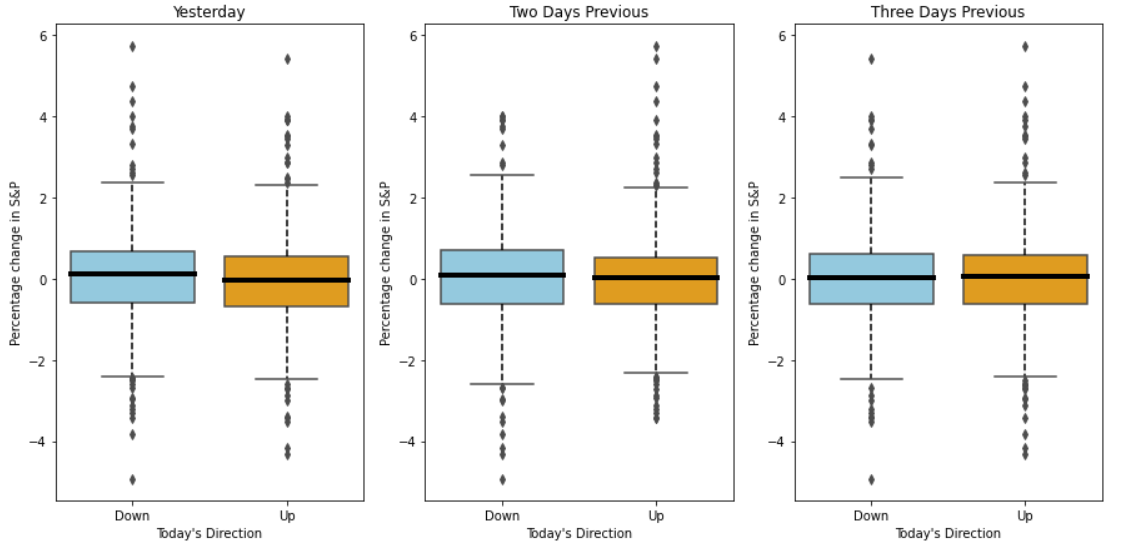 Yesterday
Percentage change in S&P
6
4
2
0
−2
−4
Down
Up
Today's Direction
Two Days Previous
Percentage change in S&P
6
4
2
0
−2
−4
Down
Up
Today's Direction
Three Days Previous
Percentage change in S&P
6
4
2
0
−2
−4
Down
Up
Today's Direction